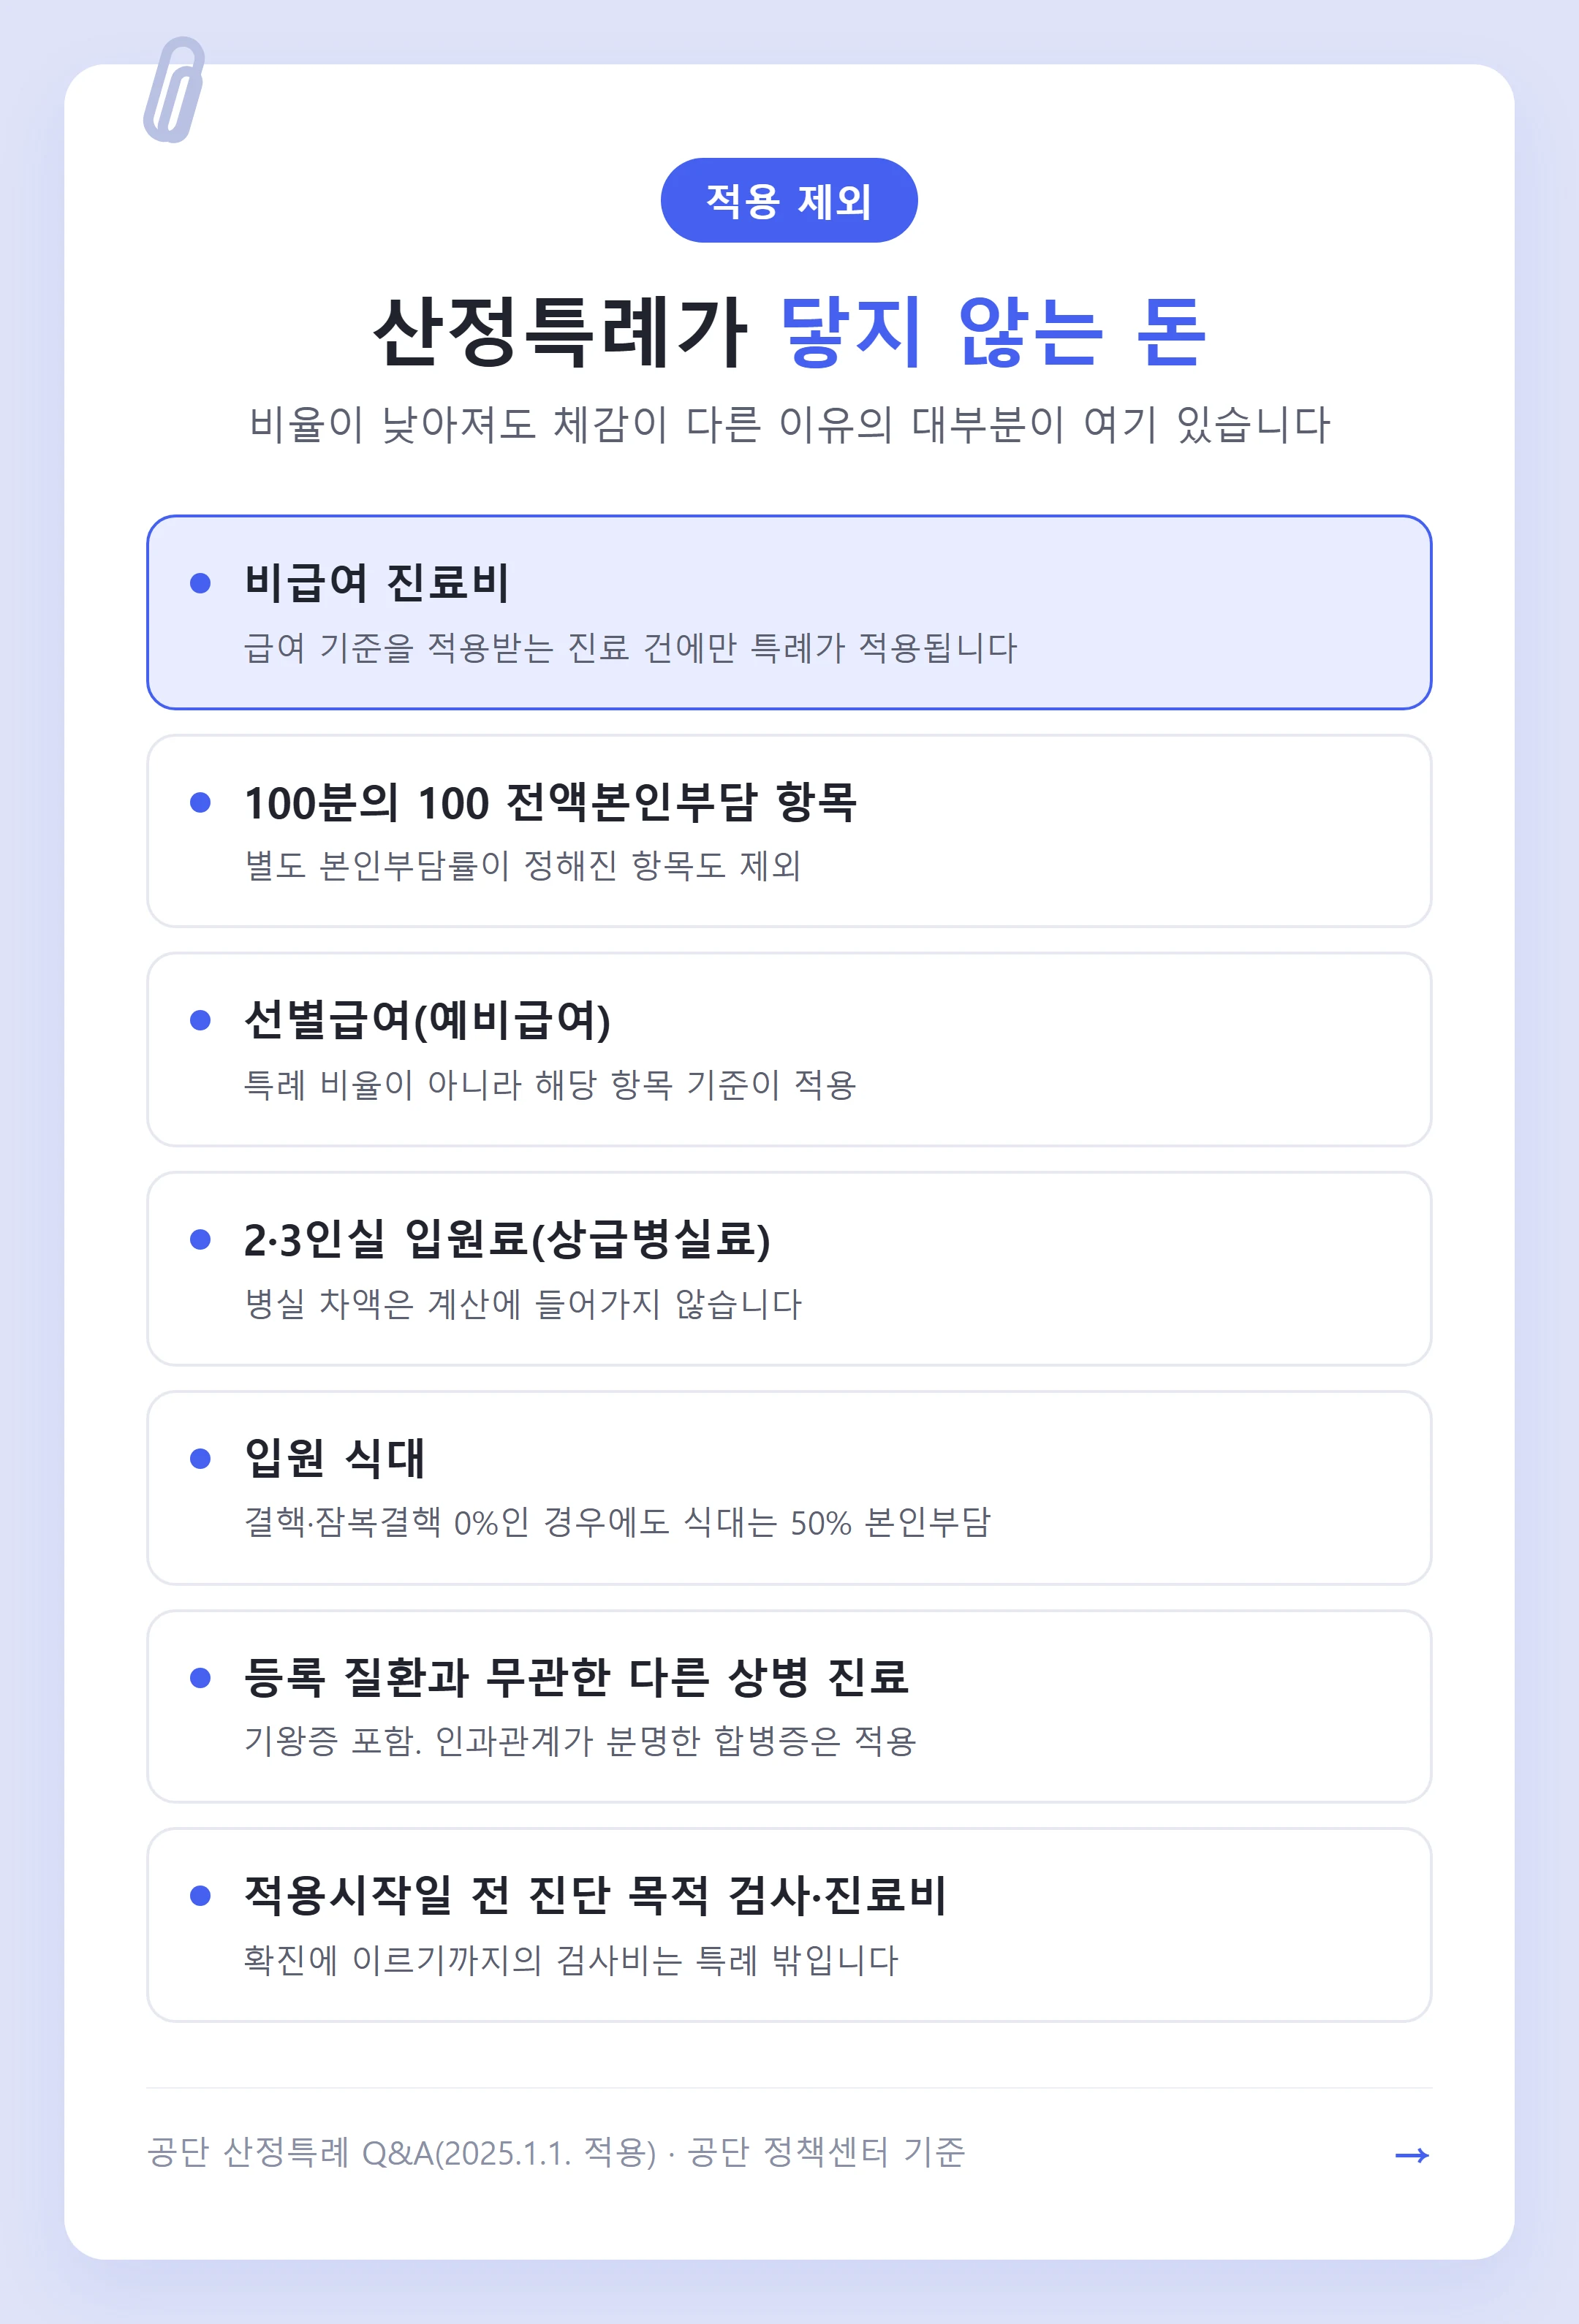 적용 제외
산정특례가 닿지 않는 돈
비율이 낮아져도 체감이 다른 이유의 대부분이 여기 있습니다
비급여 진료비
급여 기준을 적용받는 진료 건에만 특례가 적용됩니다
100분의 100 전액본인부담 항목
별도 본인부담률이 정해진 항목도 제외
선별급여(예비급여)
특례 비율이 아니라 해당 항목 기준이 적용
2·3인실 입원료(상급병실료)
병실 차액은 계산에 들어가지 않습니다
입원 식대
결핵·잠복결핵 0%인 경우에도 식대는 50% 본인부담
등록 질환과 무관한 다른 상병 진료
기왕증 포함. 인과관계가 분명한 합병증은 적용
적용시작일 전 진단 목적 검사·진료비
확진에 이르기까지의 검사비는 특례 밖입니다
공단 산정특례 Q&A(2025.1.1. 적용) · 공단 정책센터 기준 →